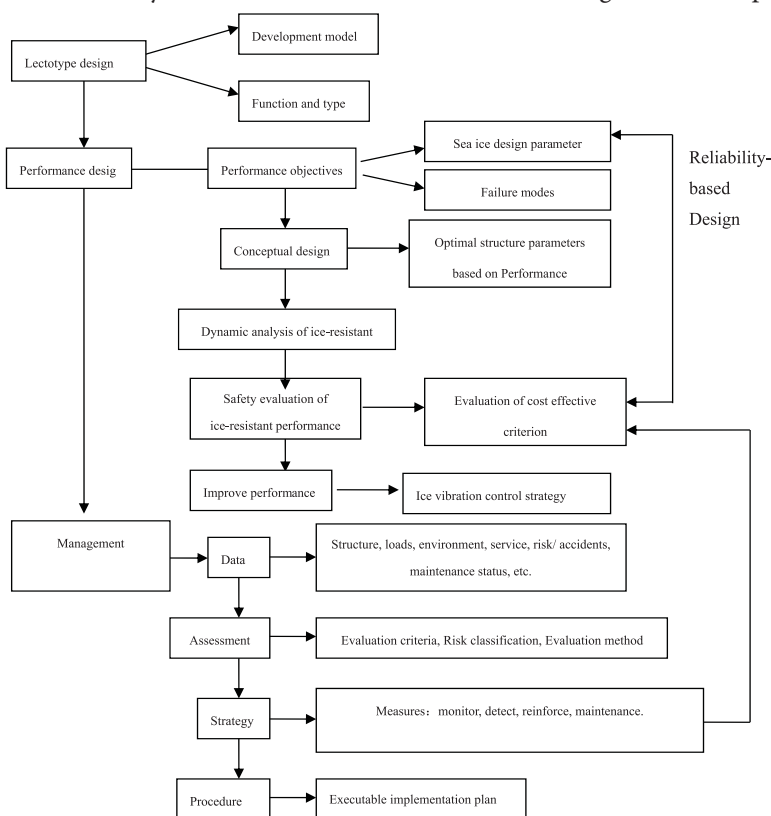 Development model
Lectotype design
Function and type
Sea ice design parameter
Reliability-
based
Design
Performance desig
Performance objectives
Failure modes
Conceptual design
Optimal structure parameters
based on Performance
Dynamic analysis of ice-resistant
Safety evaluation of
ice-resistant performance
Evaluation of cost effective
criterion
Improve performance
Ice vibration control strategy
Management
Data
Structure, loads, environment, service, risk/ accidents,
maintenance status, etc.
Assessment
Evaluation criteria, Risk classification, Evaluation method
Strategy
Measures：monitor, detect, reinforce, maintenance.
Procedure
Executable implementation plan